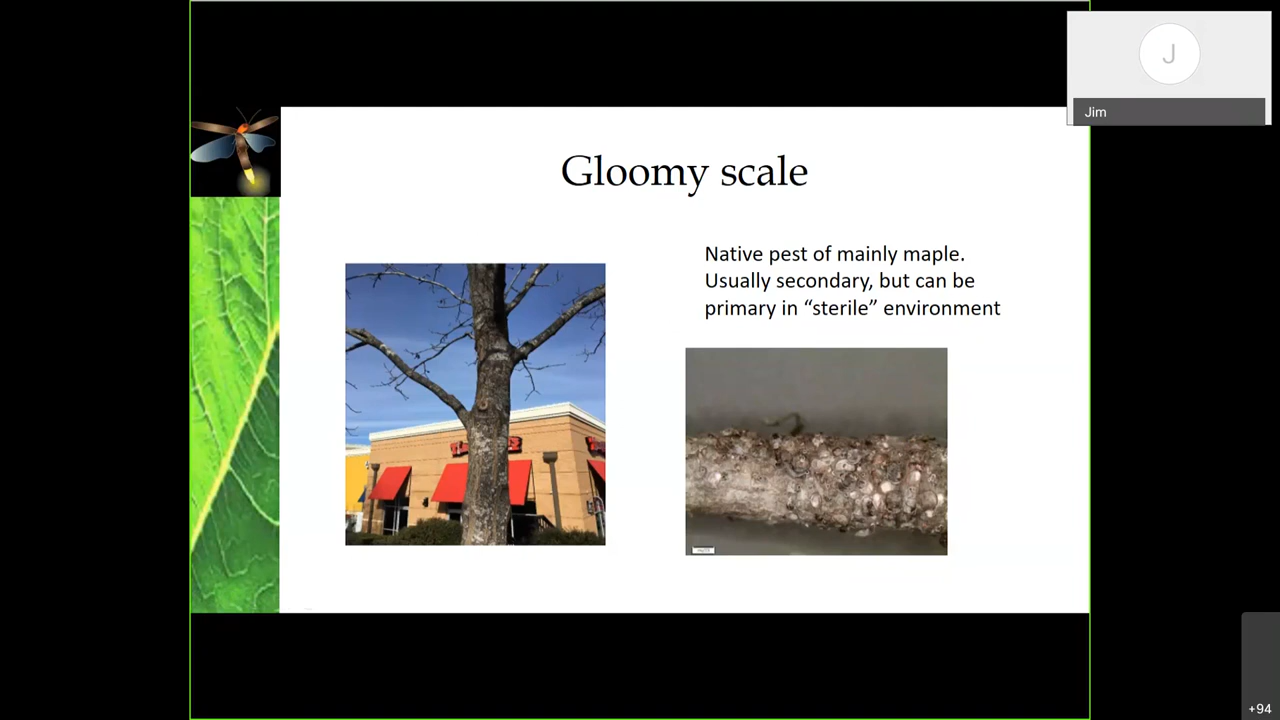 J
Jim
Gloomy scale
Native pest of mainly maple.
Usually secondary, but can be
primary in “sterile” environment
+94